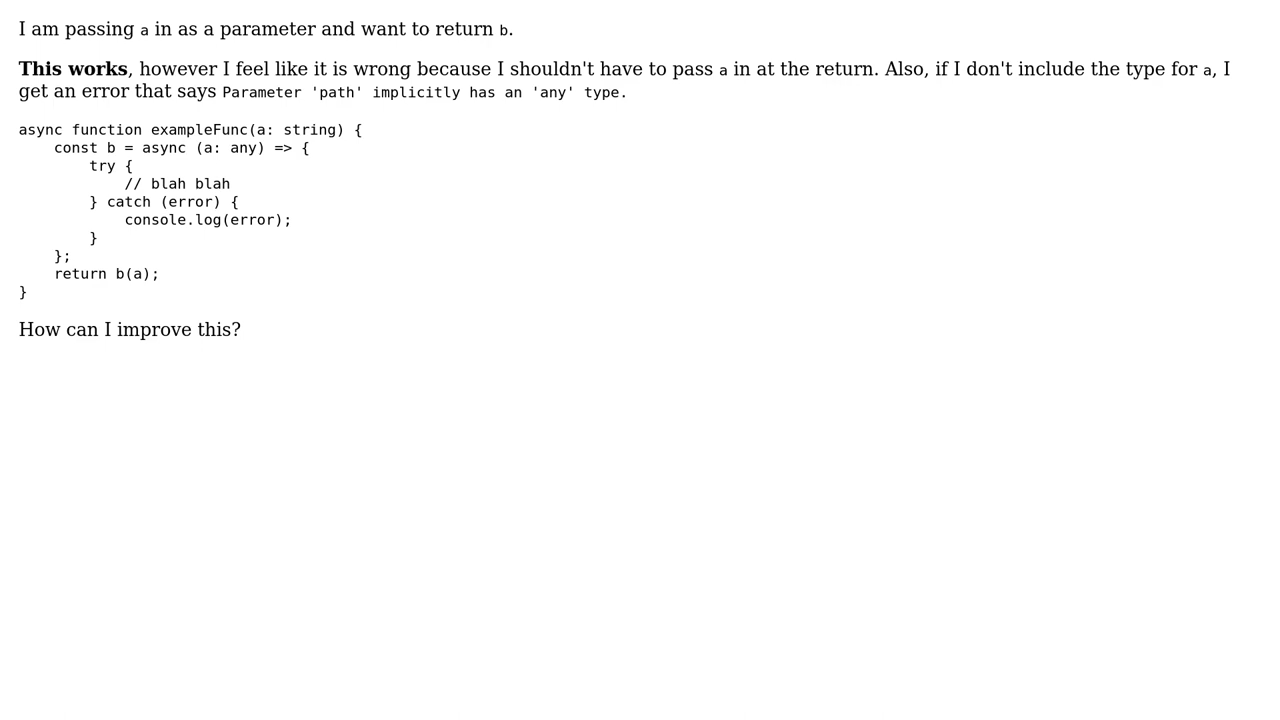 I am passing a in as a parameter and want to return b.
This works, however I feel like it is wrong because I shouldn't have to pass a in at the return. Also, if I don't include the type for a, I
get an error that says Parameter 'path' implicitly has an 'any' type.
async function exampleFunc(a: string) {
    const b = async (a: any) => {
        try {
            // blah blah
        } catch (error) {
            console.log(error);
        }
    };
    return b(a);
}
How can I improve this?